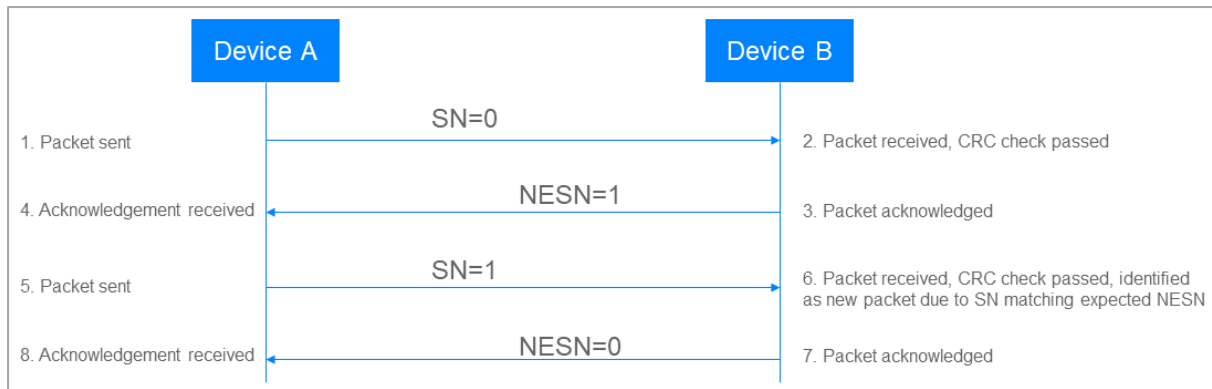 Device A
Device B
SN=0
1. Packet sent
2. Packet received, CRC check passed
NESN=1
4. Acknowledgement received
3. Packet acknowledged
SN=1
5. Packet sent
6. Packet received, CRC check passed, identified
as new packet due to SN matching expected NESN
NESN=0
8. Acknowledgement received
7. Packet acknowledged